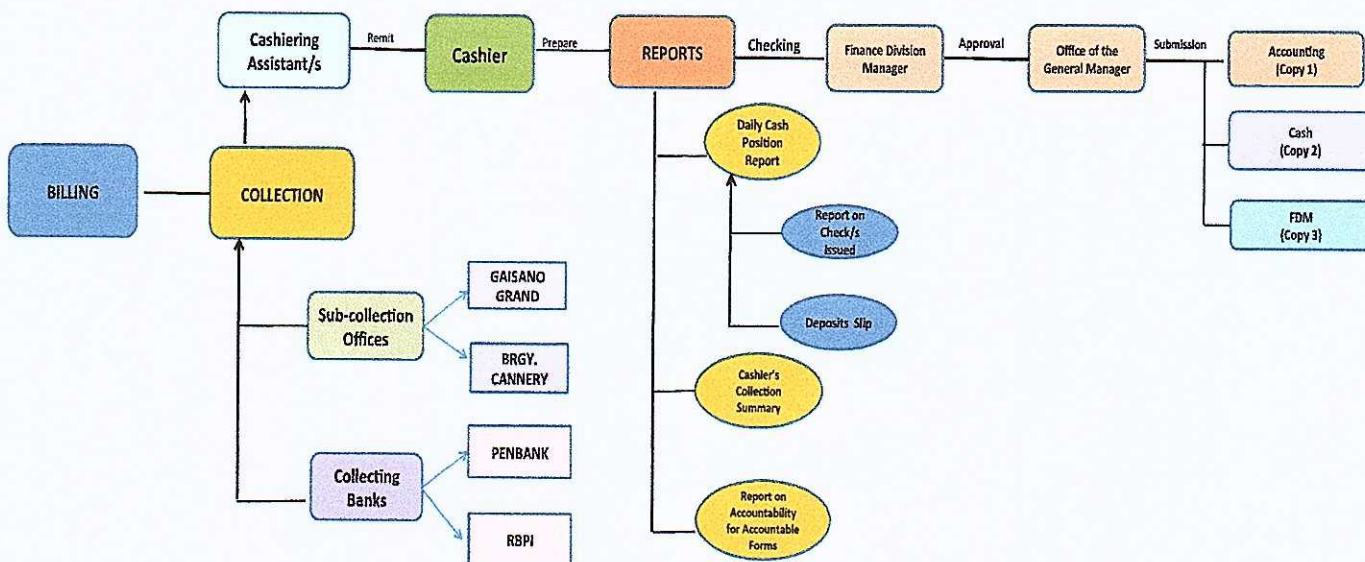 Cashiering
Assistant/s
Remit
Cashier
Prepare
REPORTS
Checking
Finance Division
Manager
Approval
Office of the
General Manager
Submission
Accounting
(Copy 1)
Cash
(Copy 2)
FDM
(Copy 3)
BILLING
COLLECTION
Sub-collection
Offices
GAISANO
GRAND
BRGY.
CANNERY
Collecting
Banks
PENBANK
RBPI
Daily Cash
Position
Report
Report on
Check/s
Issued
Deposits Slip
Cashier's
Collection
Summary
Report on
Accountability
for Accountable
Forms